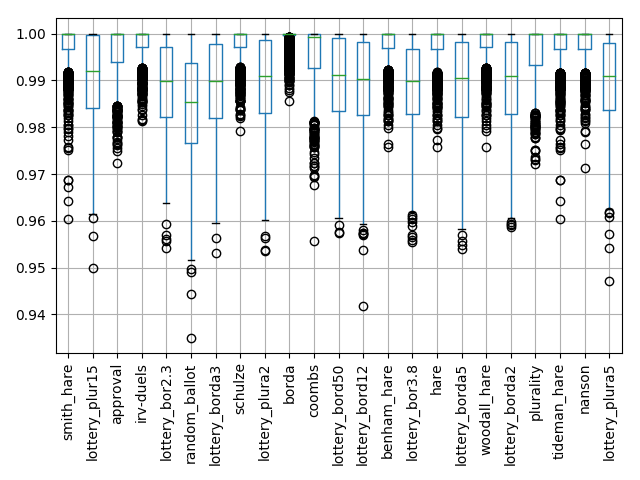 1.00
0.99
0.98
0.97
0.96
0.95
0.94
smith_hare
lottery_plur15
approval
irv-duels
lottery_bor2.3
random_ballot
lottery_borda3
schulze
lottery_plura2
borda
coombs
lottery_bord50
lottery_bord12
benham_hare
lottery_bor3.8
hare
lottery_borda5
woodall_hare
lottery_borda2
plurality
tideman_hare
nanson
lottery_plura5